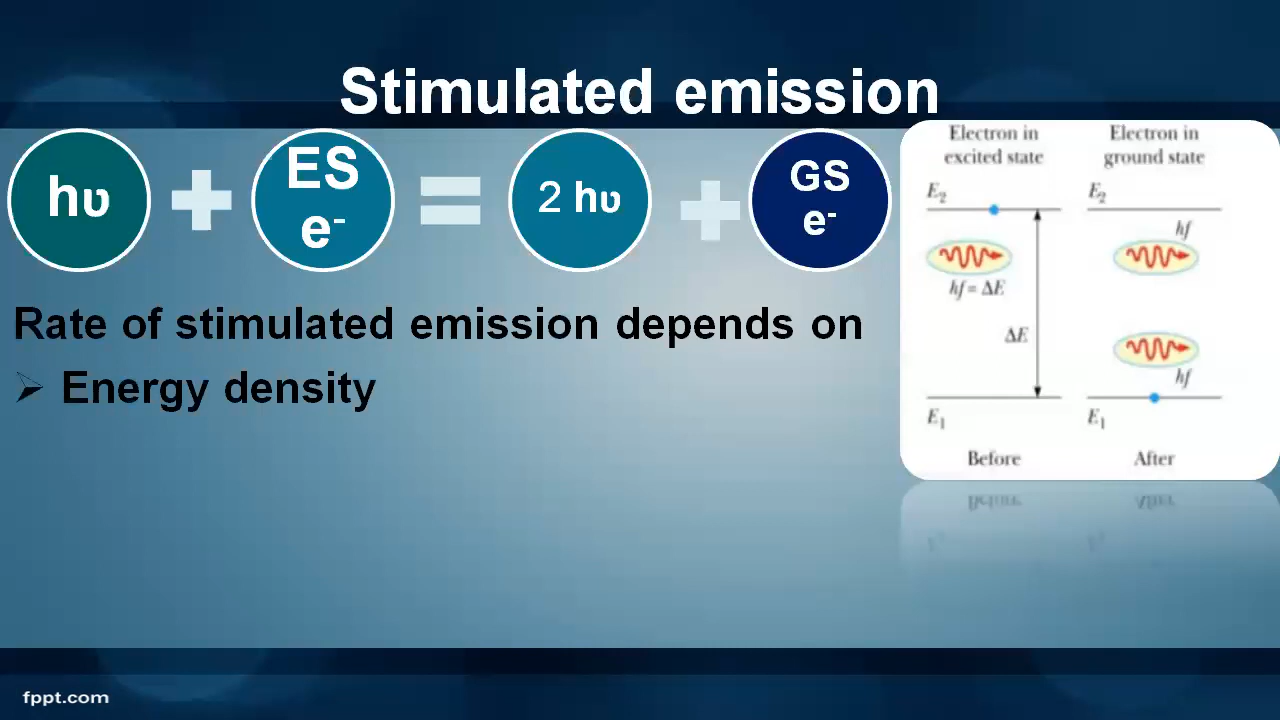 Stimulated emission
hυ
ES
e⁻
2 hυ
GS
e⁻
Rate of stimulated emission depends on
➢ Energy density
Electron in
excited state
Electron in
ground state
E₂
E₂
hf
hf = ΔE
ΔE
hf
E₁
E₁
Before
After
fppt.com